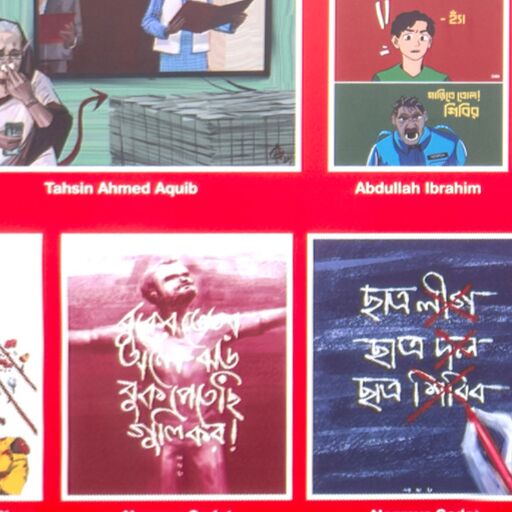 - হ্যাঁ
গাড়িতে তোল!
শিবির
Tahsin Ahmed Aquib
Abdullah Ibrahim
বুকের ভেতর
অনেক ঝড়
বুক পেতেছি
গুলি কর!
ছাত্র লীগ
ছাত্র দল
ছাত্র শিবির